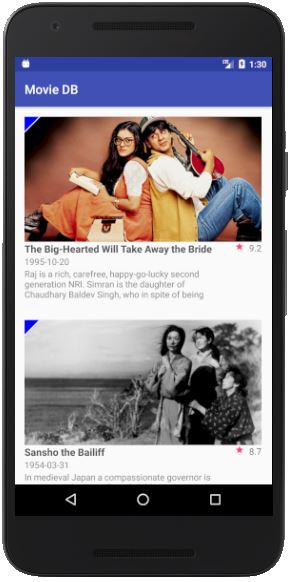 1:30
Movie DB
The Big-Hearted Will Take Away the Bride 9.2
1995-10-20
Raj is a rich, carefree, happy-go-lucky second
generation NRI. Simran is the daughter of
Chaudhary Baldev Singh, who in spite of being
Sansho the Bailiff 8.7
1954-03-31
In medieval Japan a compassionate governor is